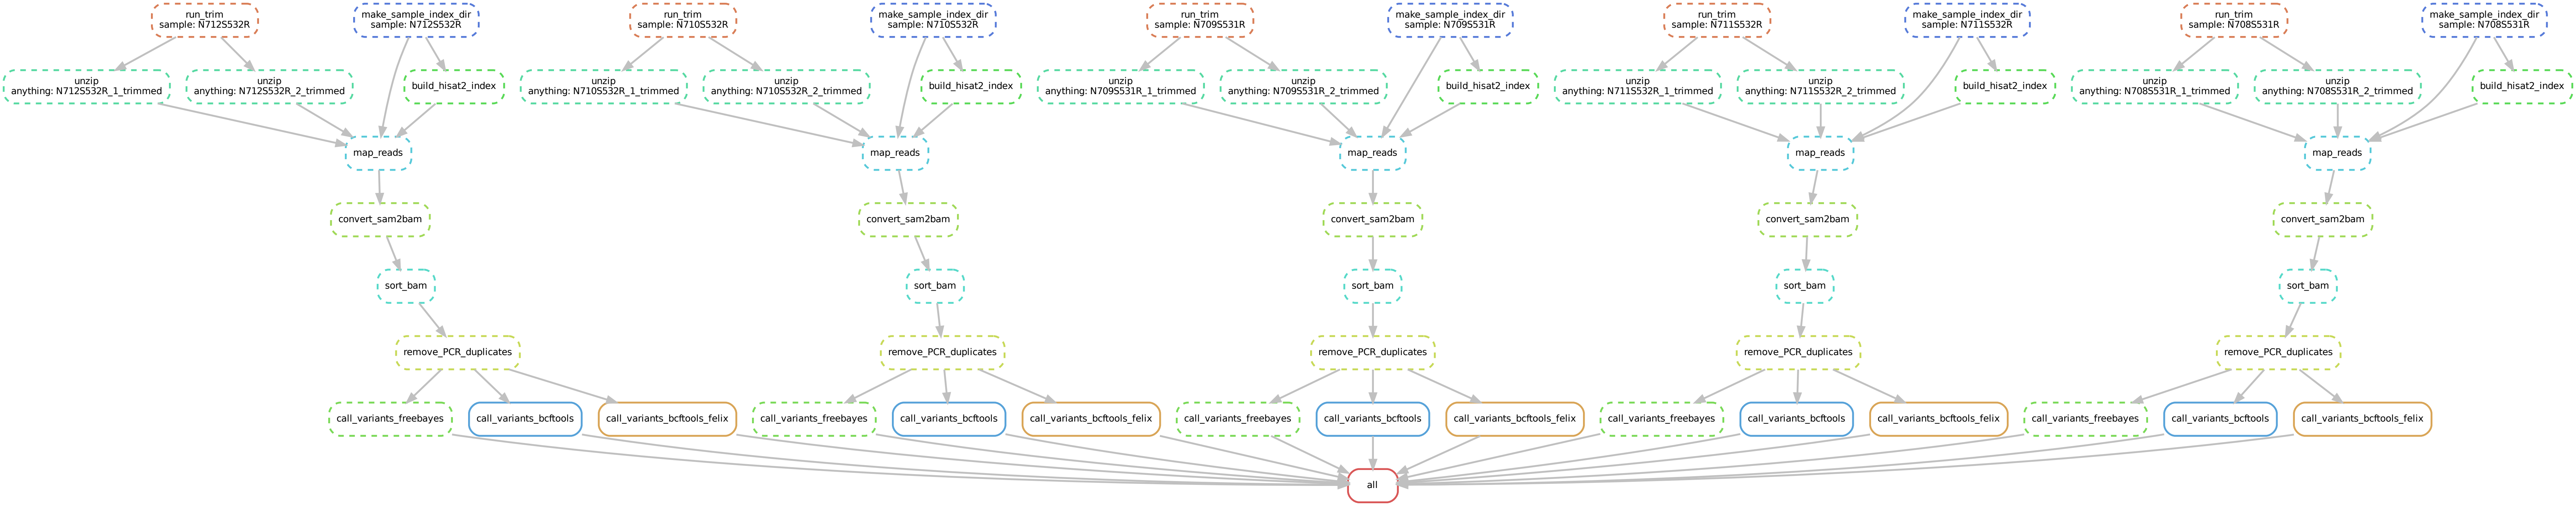 run_trim
sample: N712S532R
make_sample_index_dir
sample: N712S532R
run_trim
sample: N710S532R
make_sample_index_dir
sample: N710S532R
run_trim
sample: N709S531R
make_sample_index_dir
sample: N709S531R
run_trim
sample: N711S532R
make_sample_index_dir
sample: N711S532R
run_trim
sample: N708S531R
make_sample_index_dir
sample: N708S531R
unzip
anything: N712S532R_1_trimmed
unzip
anything: N712S532R_2_trimmed
build_hisat2_index
unzip
anything: N710S532R_1_trimmed
unzip
anything: N710S532R_2_trimmed
build_hisat2_index
unzip
anything: N709S531R_1_trimmed
unzip
anything: N709S531R_2_trimmed
build_hisat2_index
unzip
anything: N711S532R_1_trimmed
unzip
anything: N711S532R_2_trimmed
build_hisat2_index
unzip
anything: N708S531R_1_trimmed
unzip
anything: N708S531R_2_trimmed
build_hisat2_index
map_reads
map_reads
map_reads
map_reads
map_reads
convert_sam2bam
convert_sam2bam
convert_sam2bam
convert_sam2bam
convert_sam2bam
sort_bam
sort_bam
sort_bam
sort_bam
sort_bam
remove_PCR_duplicates
remove_PCR_duplicates
remove_PCR_duplicates
remove_PCR_duplicates
remove_PCR_duplicates
call_variants_freebayes
call_variants_bcftools
call_variants_bcftools_felix
call_variants_freebayes
call_variants_bcftools
call_variants_bcftools_felix
call_variants_freebayes
call_variants_bcftools
call_variants_bcftools_felix
call_variants_freebayes
call_variants_bcftools
call_variants_bcftools_felix
call_variants_freebayes
call_variants_bcftools
call_variants_bcftools_felix
all